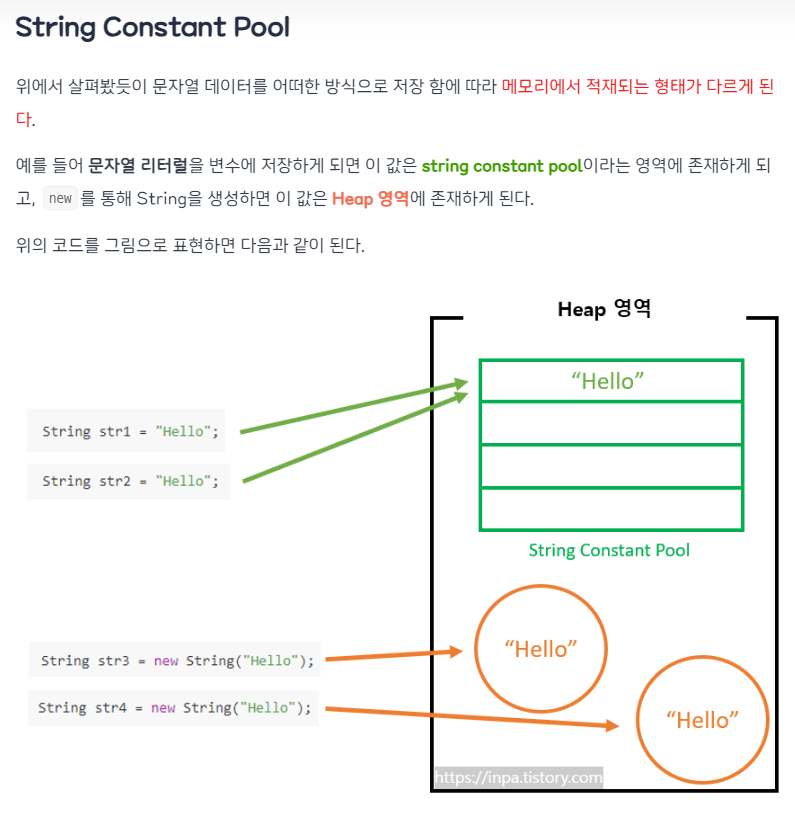 String Constant Pool
위에서 살펴봤듯이 문자열 데이터를 어떠한 방식으로 저장 함에 따라 메모리에서 적재되는 형태가 다르게 된
다.
예를 들어 문자열 리터럴을 변수에 저장하게 되면 이 값은 string constant pool이라는 영역에 존재하게 되
고, new 를 통해 String을 생성하면 이 값은 Heap 영역에 존재하게 된다.
위의 코드를 그림으로 표현하면 다음과 같이 된다.
Heap 영역
“Hello”
String str1 = "Hello";
String str2 = "Hello";
String Constant Pool
String str3 = new String("Hello");
“Hello”
String str4 = new String("Hello");
“Hello”
https://inpa.tistory.com